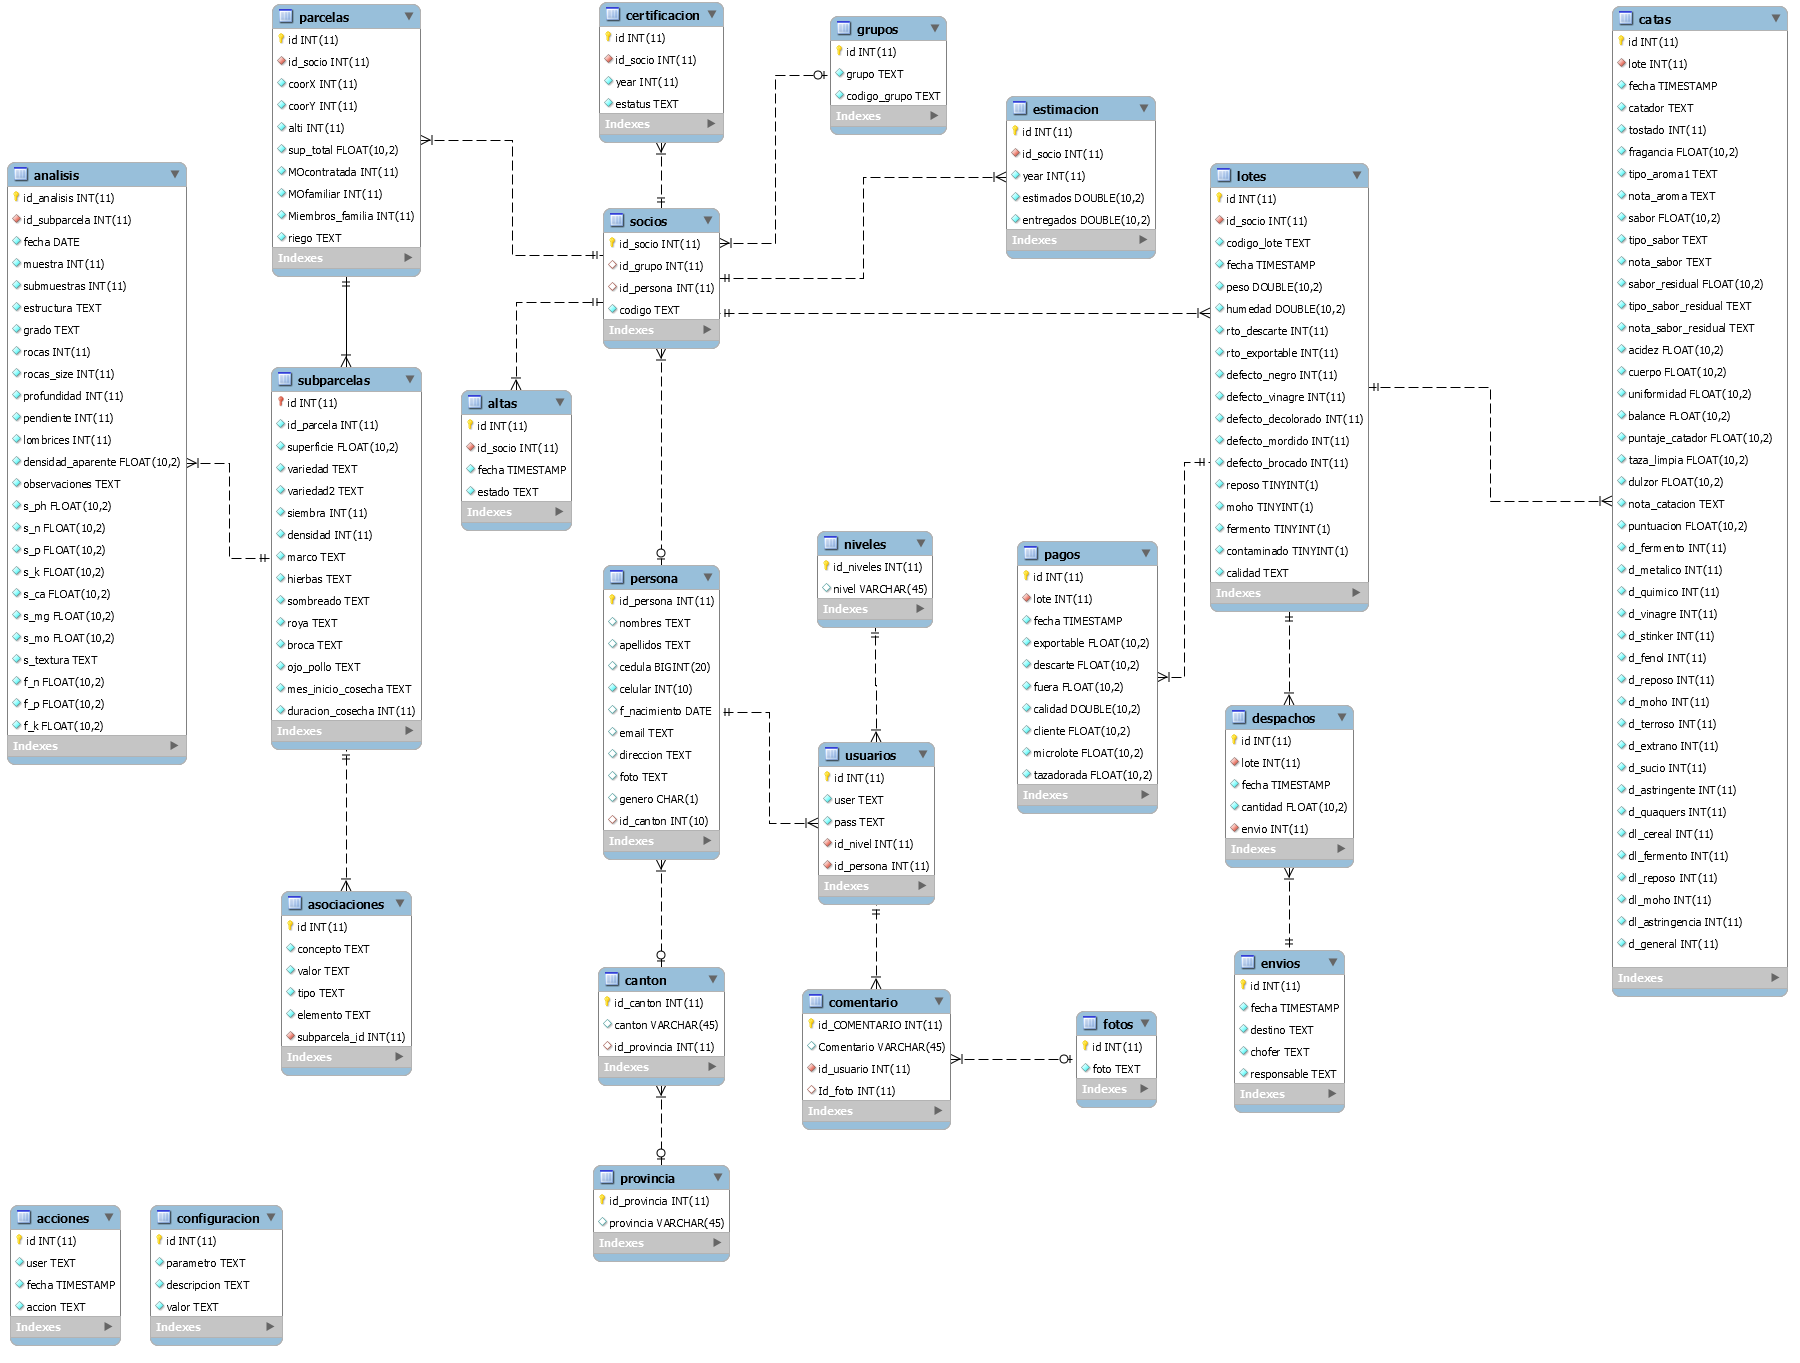 parcelas
id INT(11)
id_socio INT(11)
coorX INT(11)
coorY INT(11)
alti INT(11)
sup_total FLOAT(10,2)
MOcontratada INT(11)
MOfamiliar INT(11)
Miembros_familia INT(11)
riego TEXT
Indexes
certificacion
id INT(11)
id_socio INT(11)
year INT(11)
estatus TEXT
Indexes
grupos
id INT(11)
grupo TEXT
codigo_grupo TEXT
Indexes
estimacion
id INT(11)
id_socio INT(11)
year INT(11)
estimados DOUBLE(10,2)
entregados DOUBLE(10,2)
Indexes
catas
id INT(11)
lote INT(11)
fecha TIMESTAMP
catador TEXT
tostado INT(11)
fragancia FLOAT(10,2)
tipo_aroma1 TEXT
nota_aroma TEXT
sabor FLOAT(10,2)
tipo_sabor TEXT
nota_sabor TEXT
sabor_residual FLOAT(10,2)
tipo_sabor_residual TEXT
nota_sabor_residual TEXT
acidez FLOAT(10,2)
cuerpo FLOAT(10,2)
uniformidad FLOAT(10,2)
balance FLOAT(10,2)
puntaje_catador FLOAT(10,2)
taza_limpia FLOAT(10,2)
dulzor FLOAT(10,2)
nota_catacion TEXT
puntuacion FLOAT(10,2)
d_fermento INT(11)
d_metalico INT(11)
d_quimico INT(11)
d_vinagre INT(11)
d_stinker INT(11)
d_fenol INT(11)
d_reposo INT(11)
d_moho INT(11)
d_terroso INT(11)
d_extrano INT(11)
d_sucio INT(11)
d_astringente INT(11)
d_quaquers INT(11)
dl_cereal INT(11)
dl_fermento INT(11)
dl_reposo INT(11)
dl_moho INT(11)
dl_astringencia INT(11)
d_general INT(11)
Indexes
analisis
id_analisis INT(11)
id_subparcela INT(11)
fecha DATE
muestra INT(11)
submuestras INT(11)
estructura TEXT
grado TEXT
rocas INT(11)
rocas_size INT(11)
profundidad INT(11)
pendiente INT(11)
lombrices INT(11)
densidad_aparente FLOAT(10,2)
observaciones TEXT
s_ph FLOAT(10,2)
s_n FLOAT(10,2)
s_p FLOAT(10,2)
s_k FLOAT(10,2)
s_ca FLOAT(10,2)
s_mg FLOAT(10,2)
s_mo FLOAT(10,2)
s_textura TEXT
f_n FLOAT(10,2)
f_p FLOAT(10,2)
f_k FLOAT(10,2)
Indexes
socios
id_socio INT(11)
id_grupo INT(11)
id_persona INT(11)
codigo TEXT
Indexes
lotes
id INT(11)
id_socio INT(11)
codigo_lote TEXT
fecha TIMESTAMP
peso DOUBLE(10,2)
humedad DOUBLE(10,2)
rto_descarte INT(11)
rto_exportable INT(11)
defecto_negro INT(11)
defecto_vinagre INT(11)
defecto_decolorado INT(11)
defecto_mordido INT(11)
defecto_brocado INT(11)
reposo TINYINT(1)
moho TINYINT(1)
fermento TINYINT(1)
contaminado TINYINT(1)
calidad TEXT
Indexes
subparcelas
id INT(11)
id_parcela INT(11)
superficie FLOAT(10,2)
variedad TEXT
variedad2 TEXT
siembra INT(11)
densidad INT(11)
marco TEXT
hierbas TEXT
sombreado TEXT
roya TEXT
broca TEXT
ojo_pollo TEXT
mes_inicio_cosecha TEXT
duracion_cosecha INT(11)
Indexes
altas
id INT(11)
id_socio INT(11)
fecha TIMESTAMP
estado TEXT
Indexes
persona
id_persona INT(11)
nombres TEXT
apellidos TEXT
cedula BIGINT(20)
celular INT(10)
f_nacimiento DATE
email TEXT
direccion TEXT
foto TEXT
genero CHAR(1)
id_canton INT(10)
Indexes
niveles
id_niveles INT(11)
nivel VARCHAR(45)
Indexes
pagos
id INT(11)
lote INT(11)
fecha TIMESTAMP
exportable FLOAT(10,2)
descarte FLOAT(10,2)
fuera FLOAT(10,2)
calidad DOUBLE(10,2)
cliente FLOAT(10,2)
microlote FLOAT(10,2)
tazadorada FLOAT(10,2)
Indexes
usuarios
id INT(11)
user TEXT
pass TEXT
id_nivel INT(11)
id_persona INT(11)
Indexes
despachos
id INT(11)
lote INT(11)
fecha TIMESTAMP
cantidad FLOAT(10,2)
envio INT(11)
Indexes
asociaciones
id INT(11)
concepto TEXT
valor TEXT
tipo TEXT
elemento TEXT
subparcela_id INT(11)
Indexes
canton
id_canton INT(11)
canton VARCHAR(45)
id_provincia INT(11)
Indexes
comentario
id_COMENTARIO INT(11)
Comentario VARCHAR(45)
id_usuario INT(11)
Id_foto INT(11)
Indexes
fotos
id INT(11)
foto TEXT
Indexes
envios
id INT(11)
fecha TIMESTAMP
destino TEXT
chofer TEXT
responsable TEXT
Indexes
provincia
id_provincia INT(11)
provincia VARCHAR(45)
Indexes
acciones
id INT(11)
user TEXT
fecha TIMESTAMP
accion TEXT
Indexes
configuracion
id INT(11)
parametro TEXT
descripcion TEXT
valor TEXT
Indexes